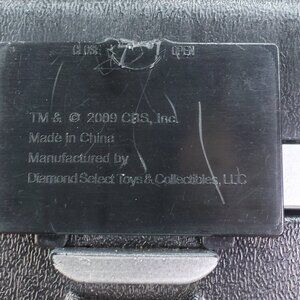 CLOSE OPEN
TM & © 2009 CBS, Inc.
Made in China
Manufactured by
Diamond Select Toys & Collectibles, LLC